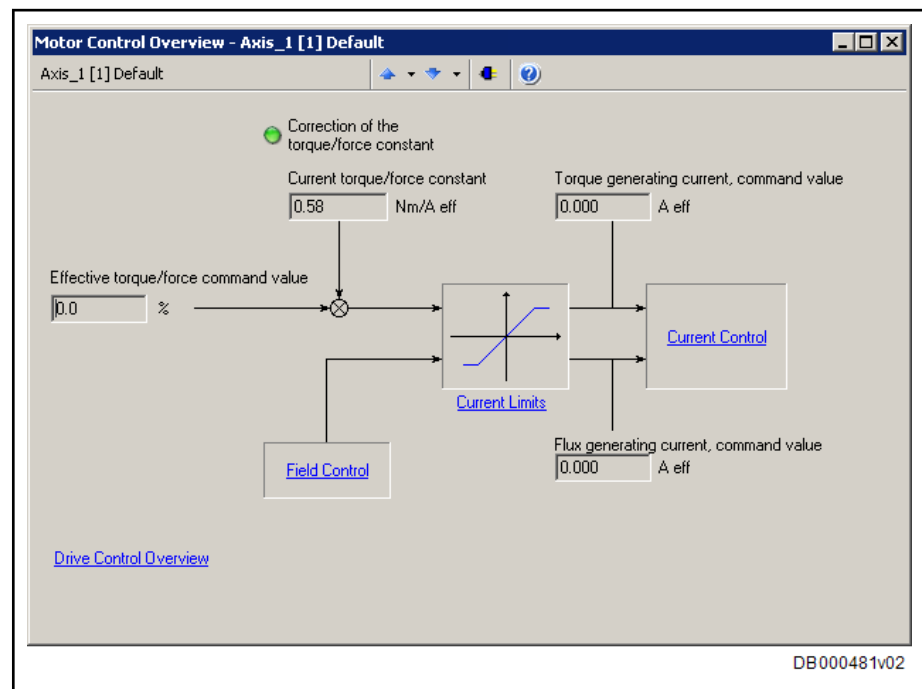 Motor Control Overview - Axis_1 [1] Default
Axis_1 [1] Default
Correction of the
torque/force constant
Current torque/force constant
0.58 Nm/A eff
Torque generating current, command value
0.000 A eff
Effective torque/force command value
0.0 %
Current Control
Current Limits
Field Control
Flux generating current, command value
0.000 A eff
Drive Control Overview
DB000481v02